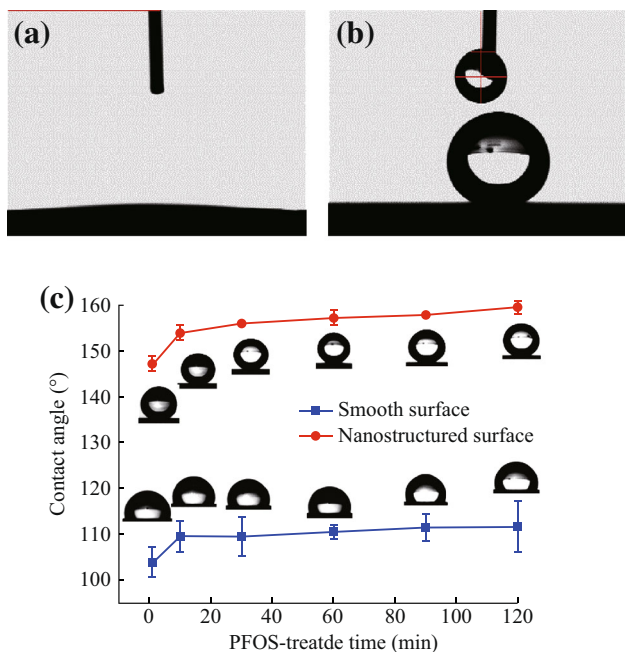 (a)
(b)
(c)
160
150
140
130
120
110
100
Contact angle (°)
Smooth surface
Nanostructured surface
0 20 40 60 80 100 120
PFOS-treatde time (min)